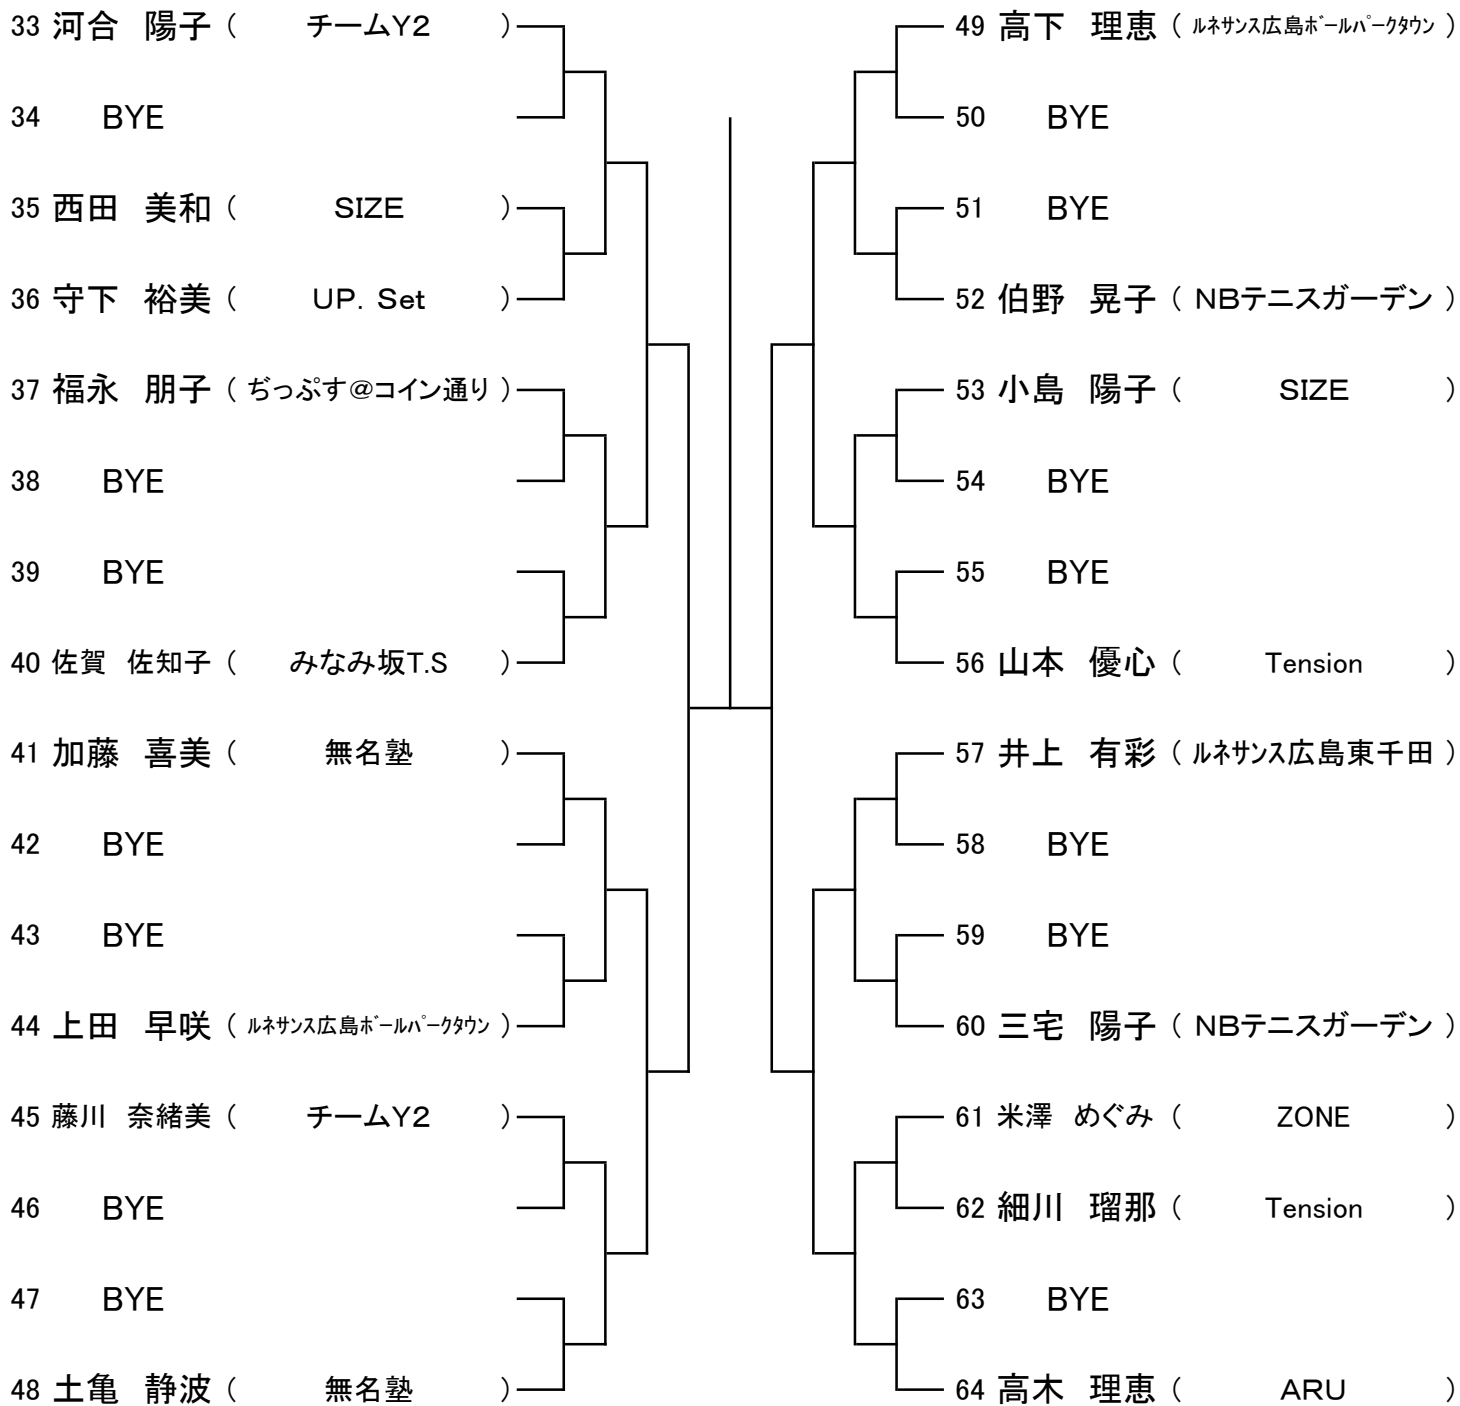 33 河合　陽子 （ チームＹ２ ）
34 ＢＹＥ
35 西田　美和 （ ＳＩＺＥ ）
36 守下　裕美 （ ＵＰ．Ｓｅｔ ）
37 福永　朋子 （ ぢっぷす＠コイン通り ）
38 ＢＹＥ
39 ＢＹＥ
40 佐賀　佐知子 （ みなみ坂T.S ）
41 加藤　喜美 （ 無名塾 ）
42 ＢＹＥ
43 ＢＹＥ
44 上田　早咲 （ ﾙﾈｻﾝｽ広島ﾎﾞｰﾙﾊﾟｰｸﾀｳﾝ ）
45 藤川　奈緒美 （ チームＹ２ ）
46 ＢＹＥ
47 ＢＹＥ
48 土亀　静波 （ 無名塾 ）
49 高下　理恵 （ ﾙﾈｻﾝｽ広島ﾎﾞｰﾙﾊﾟｰｸﾀｳﾝ ）
50 ＢＹＥ
51 ＢＹＥ
52 伯野　晃子 （ ＮＢテニスガーデン ）
53 小島　陽子 （ ＳＩＺＥ ）
54 ＢＹＥ
55 ＢＹＥ
56 山本　優心 （ Tension ）
57 井上　有彩 （ ﾙﾈｻﾝｽ広島東千田 ）
58 ＢＹＥ
59 ＢＹＥ
60 三宅　陽子 （ ＮＢテニスガーデン ）
61 米澤　めぐみ （ ZONE ）
62 細川　瑠那 （ Tension ）
63 ＢＹＥ
64 高木　理恵 （ ＡＲＵ ）